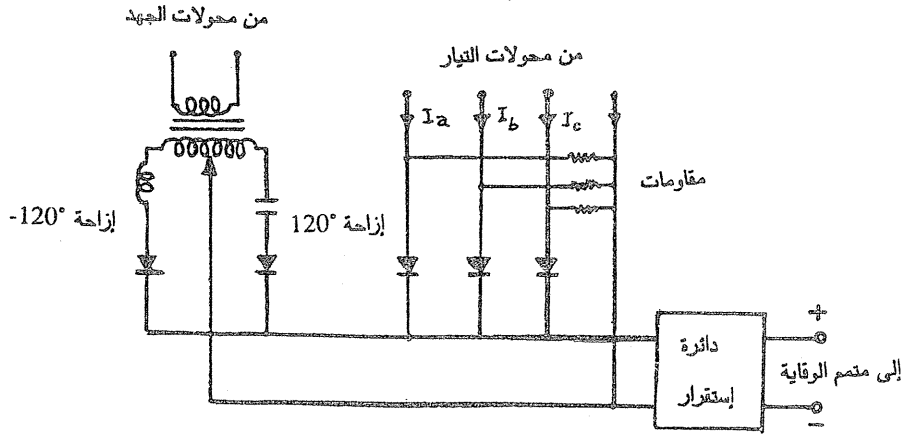 من محولات الجهد
من محولات التيار
Ia
Ib
Ic
مقاومات
إزاحة °120-
إزاحة °120
+
دائرة
إستقرار
إلى متمم الوقاية
-